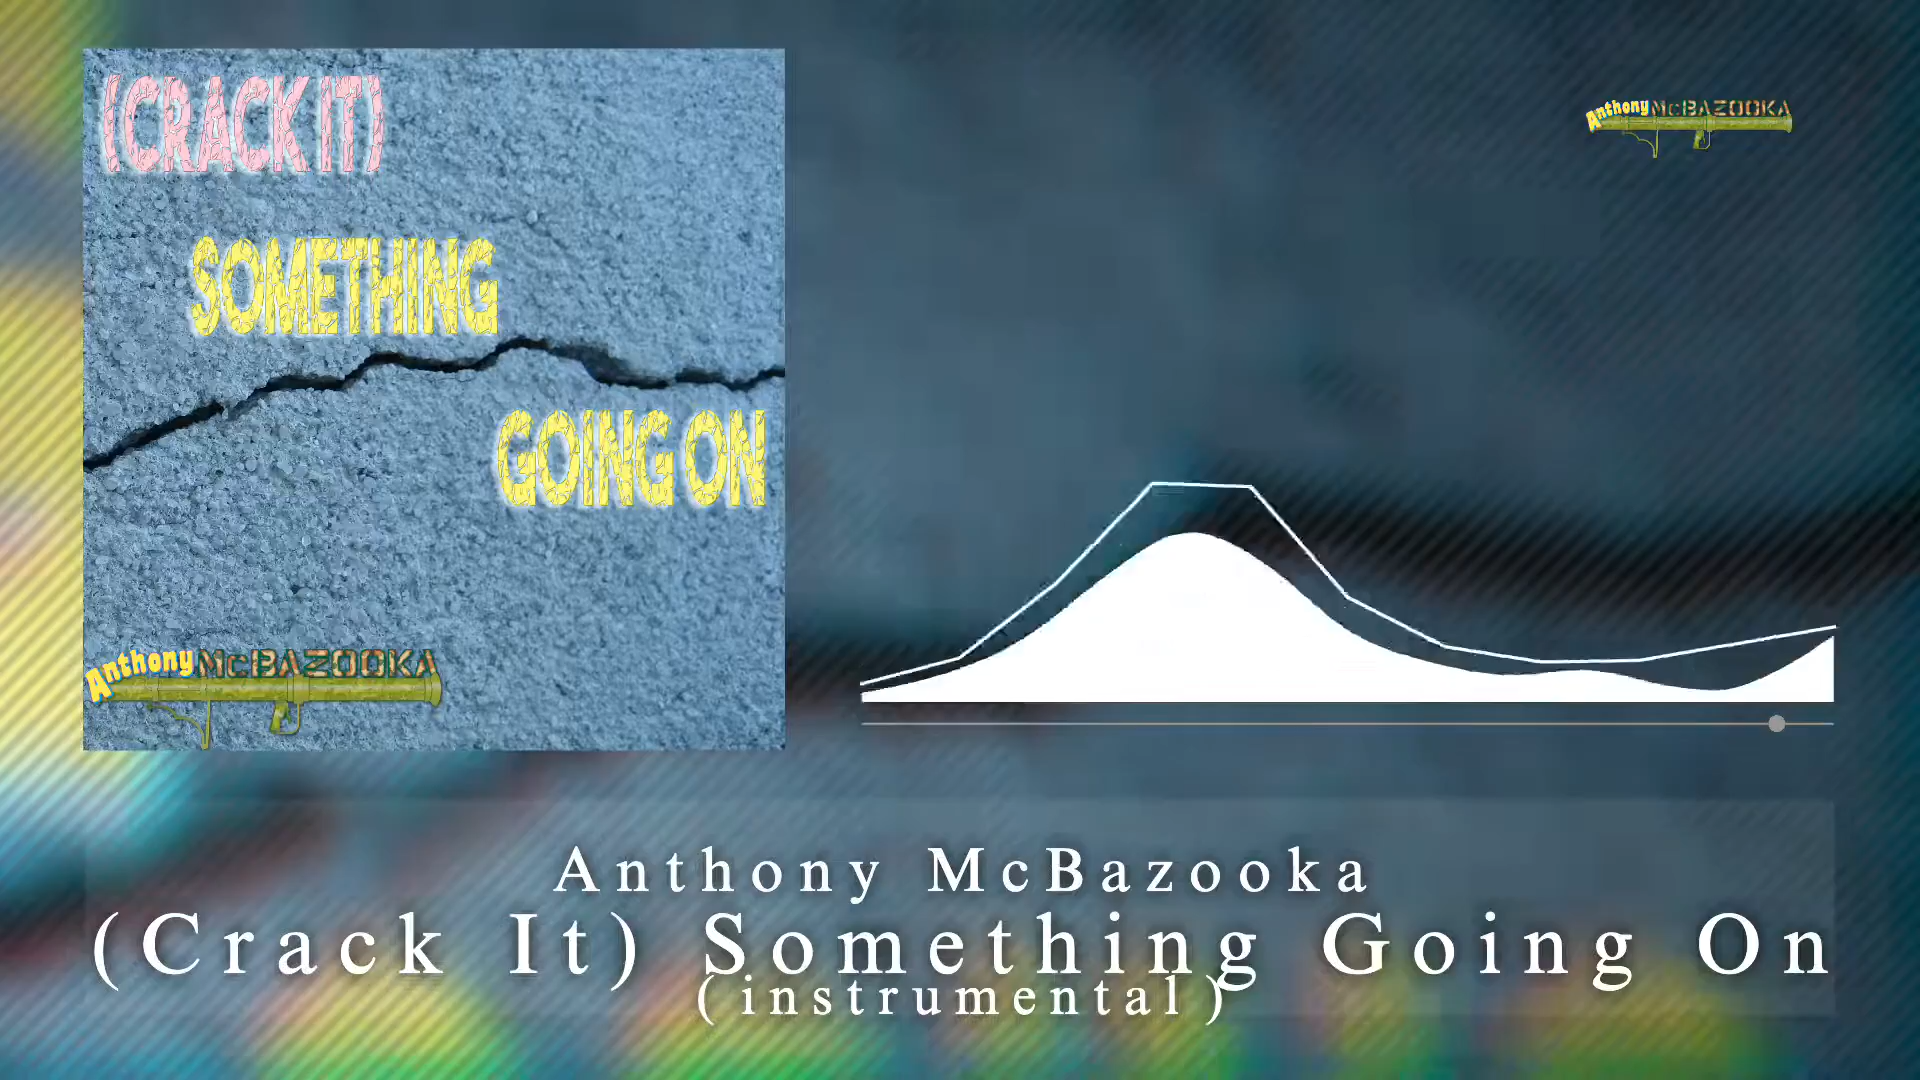 (CRACK IT)
SOMETHING
GOING ON
Anthony McBAZOOKA
Anthony McBAZOOKA
Anthony McBazooka
(Crack It) Something Going On
(instrumental)